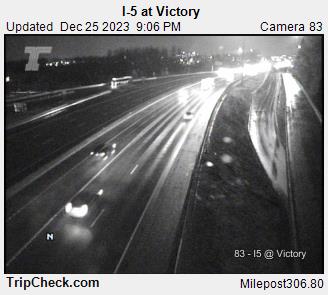 I-5 at Victory
Updated Dec 25 2023 9:06 PM Camera 83
T
N
83 - I5 @ Victory
TripCheck.com Milepost306.80